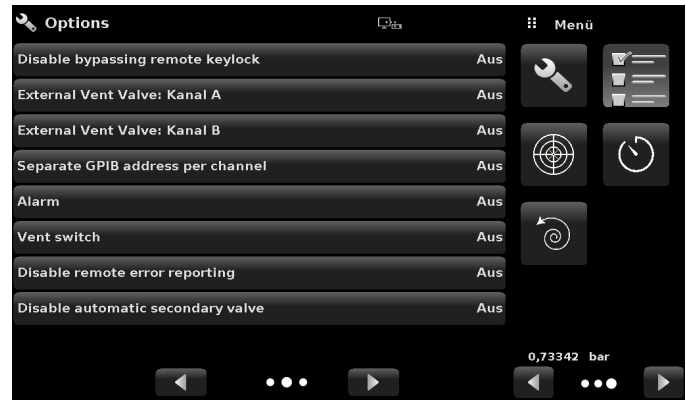 Options
Menü
Disable bypassing remote keylock Aus
External Vent Valve: Kanal A Aus
External Vent Valve: Kanal B Aus
Separate GPIB address per channel Aus
Alarm Aus
Vent switch Aus
Disable remote error reporting Aus
Disable automatic secondary valve Aus
0,73342 bar